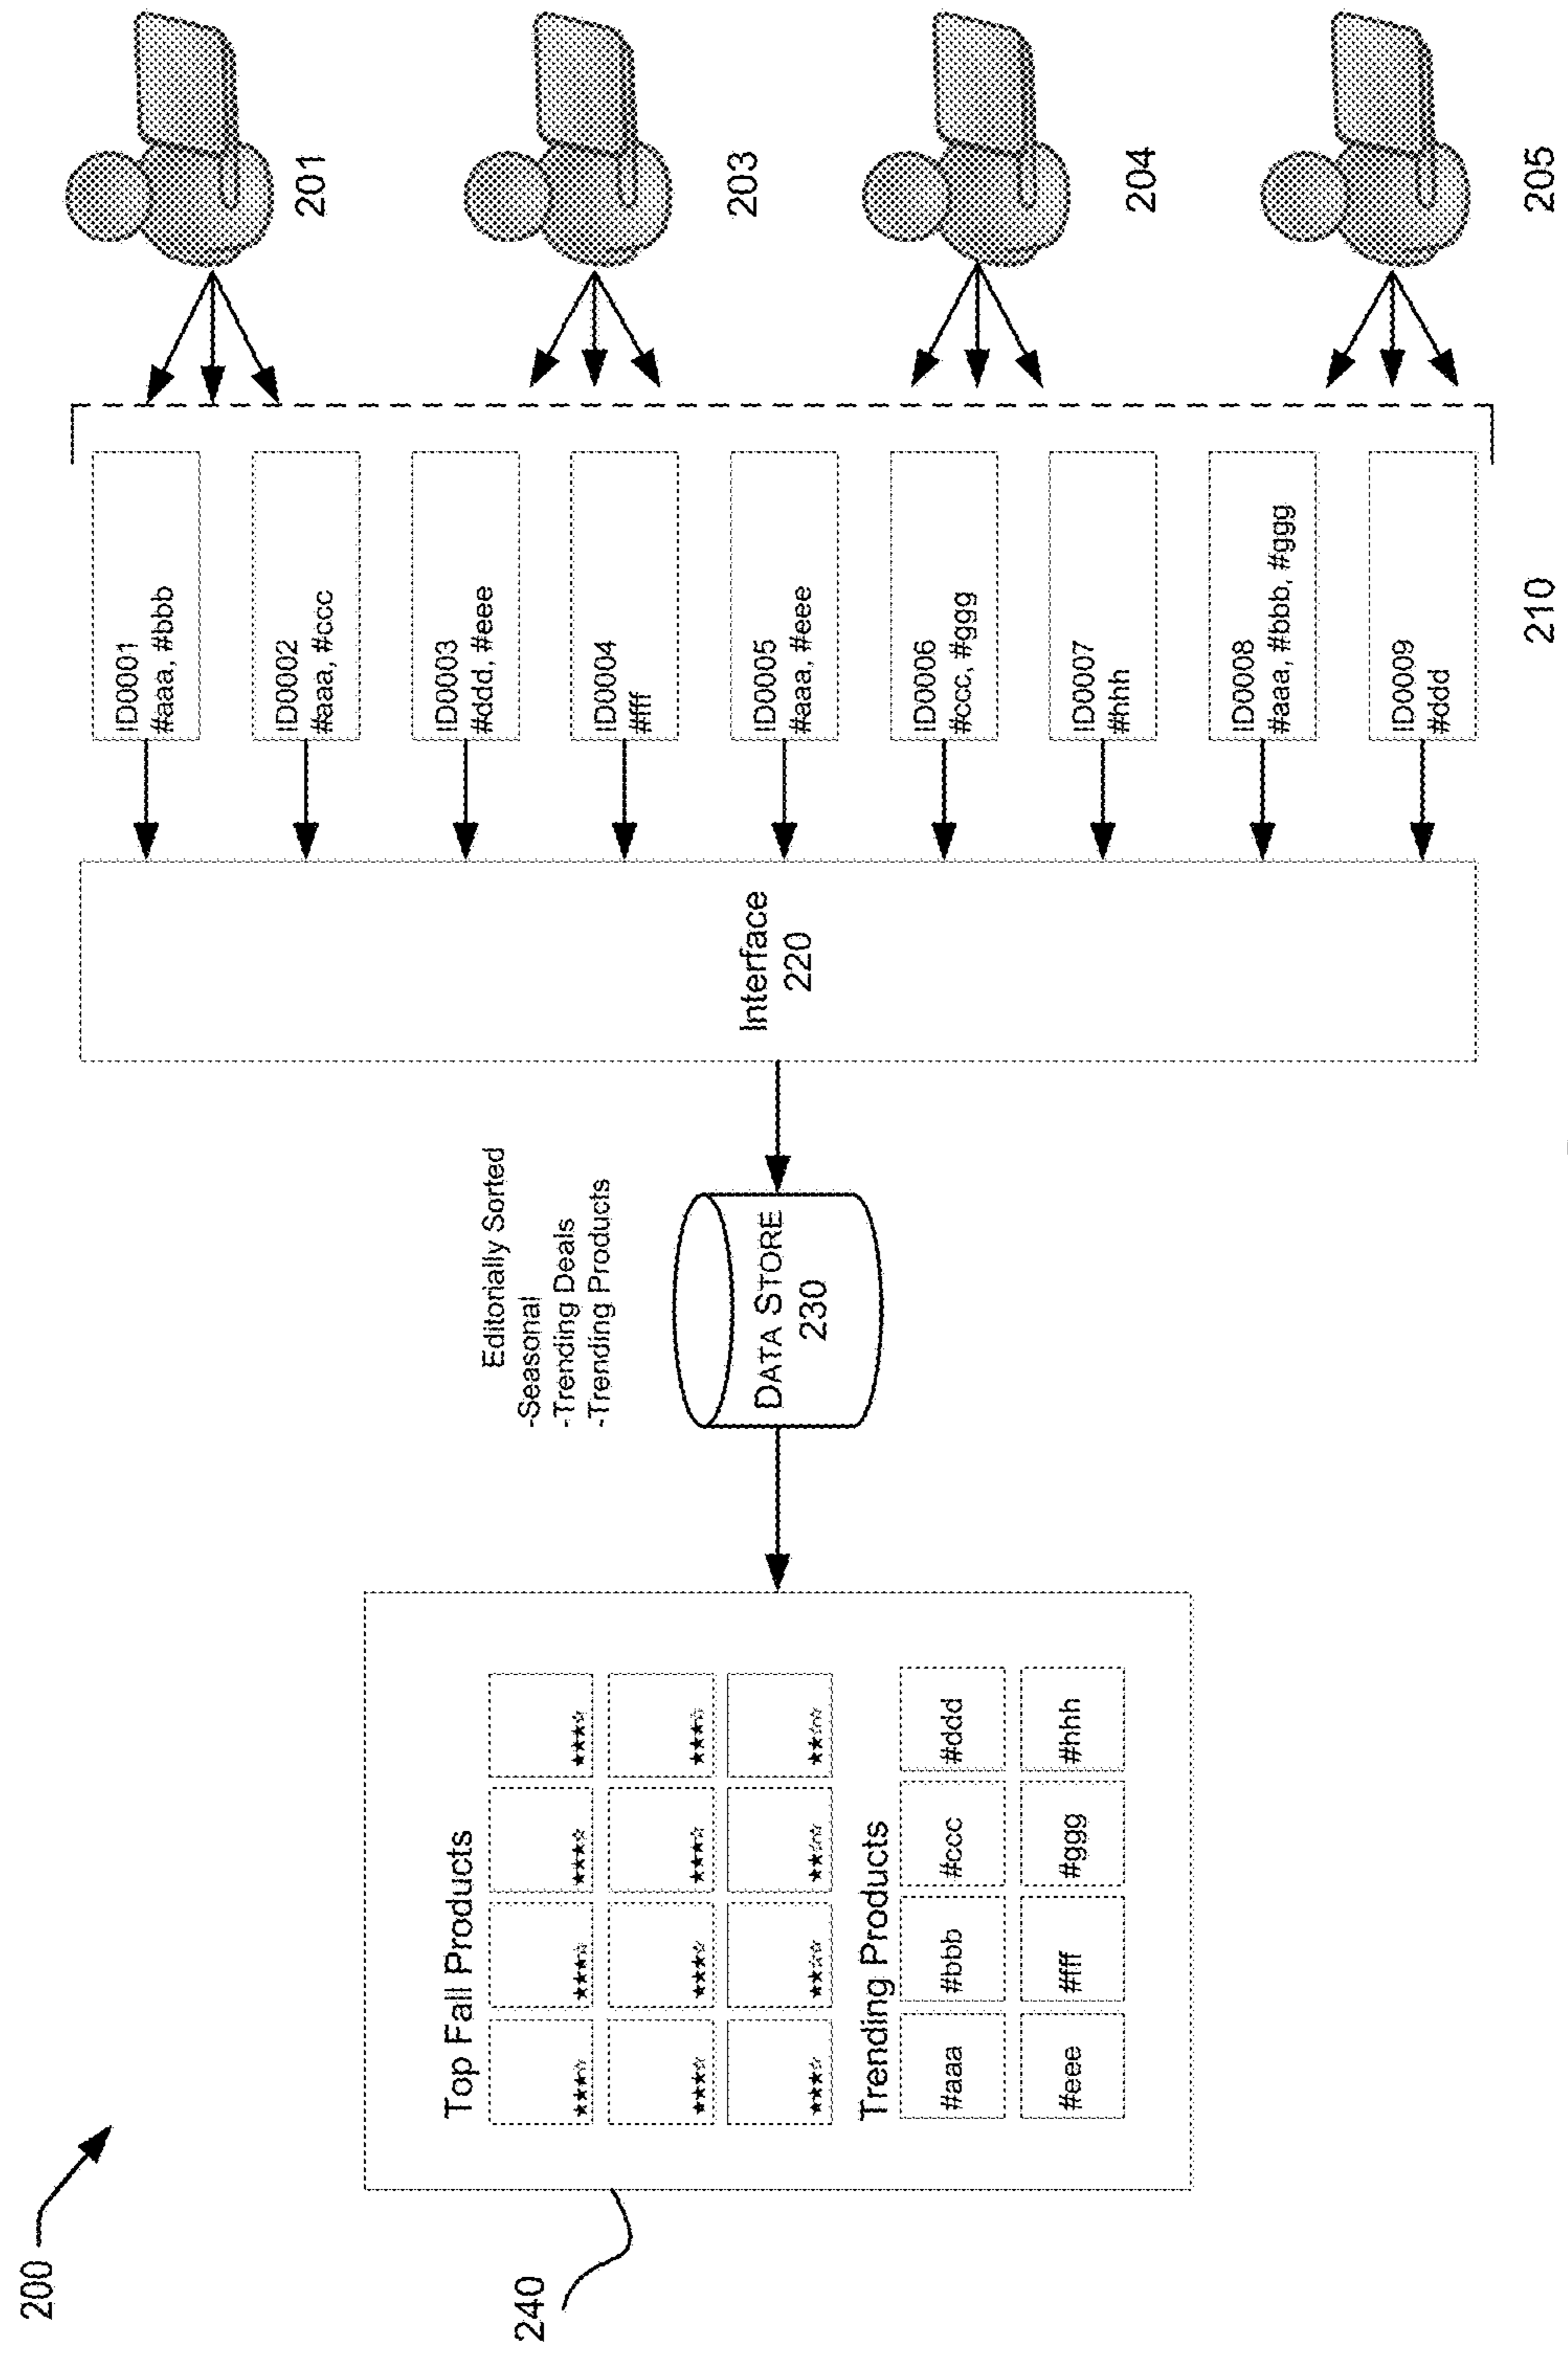 200
240
Top Fall Products
Trending Products
#aaa
#bbb
#ccc
#ddd
#eee
#fff
#ggg
#hhh
Editorially Sorted
-Seasonal
-Trending Deals
-Trending Products
DATA STORE
230
Interface
220
ID0001
#aaa, #bbb
ID0002
#aaa, #ccc
ID0003
#ddd, #eee
ID0004
#fff
ID0005
#aaa, #eee
ID0006
#ccc, #ggg
ID0007
#hhh
ID0008
#aaa, #bbb, #ggg
ID0009
#ddd
210
201
203
204
205